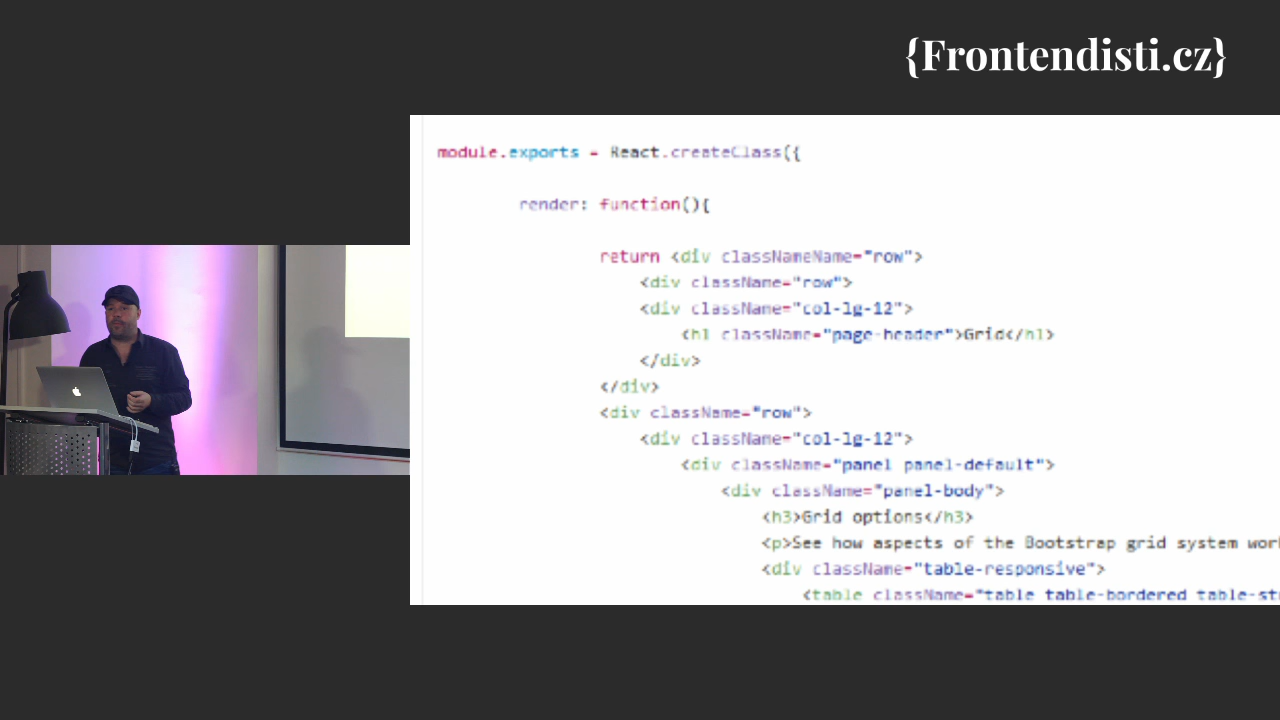 {Frontendisti.cz}
module.exports = React.createClass({
render: function(){
return <div classNameName="row">
<div className="row">
<div className="col-lg-12">
<h1 className="page-header">Grid</h1>
</div>
</div>
<div className="row">
<div className="col-lg-12">
<div className="panel panel-default">
<div className="panel-body">
<h3>Grid options</h3>
<p>See how aspects of the Bootstrap grid system wor
<div className="table-responsive">
<table className="table table-bordered table-st